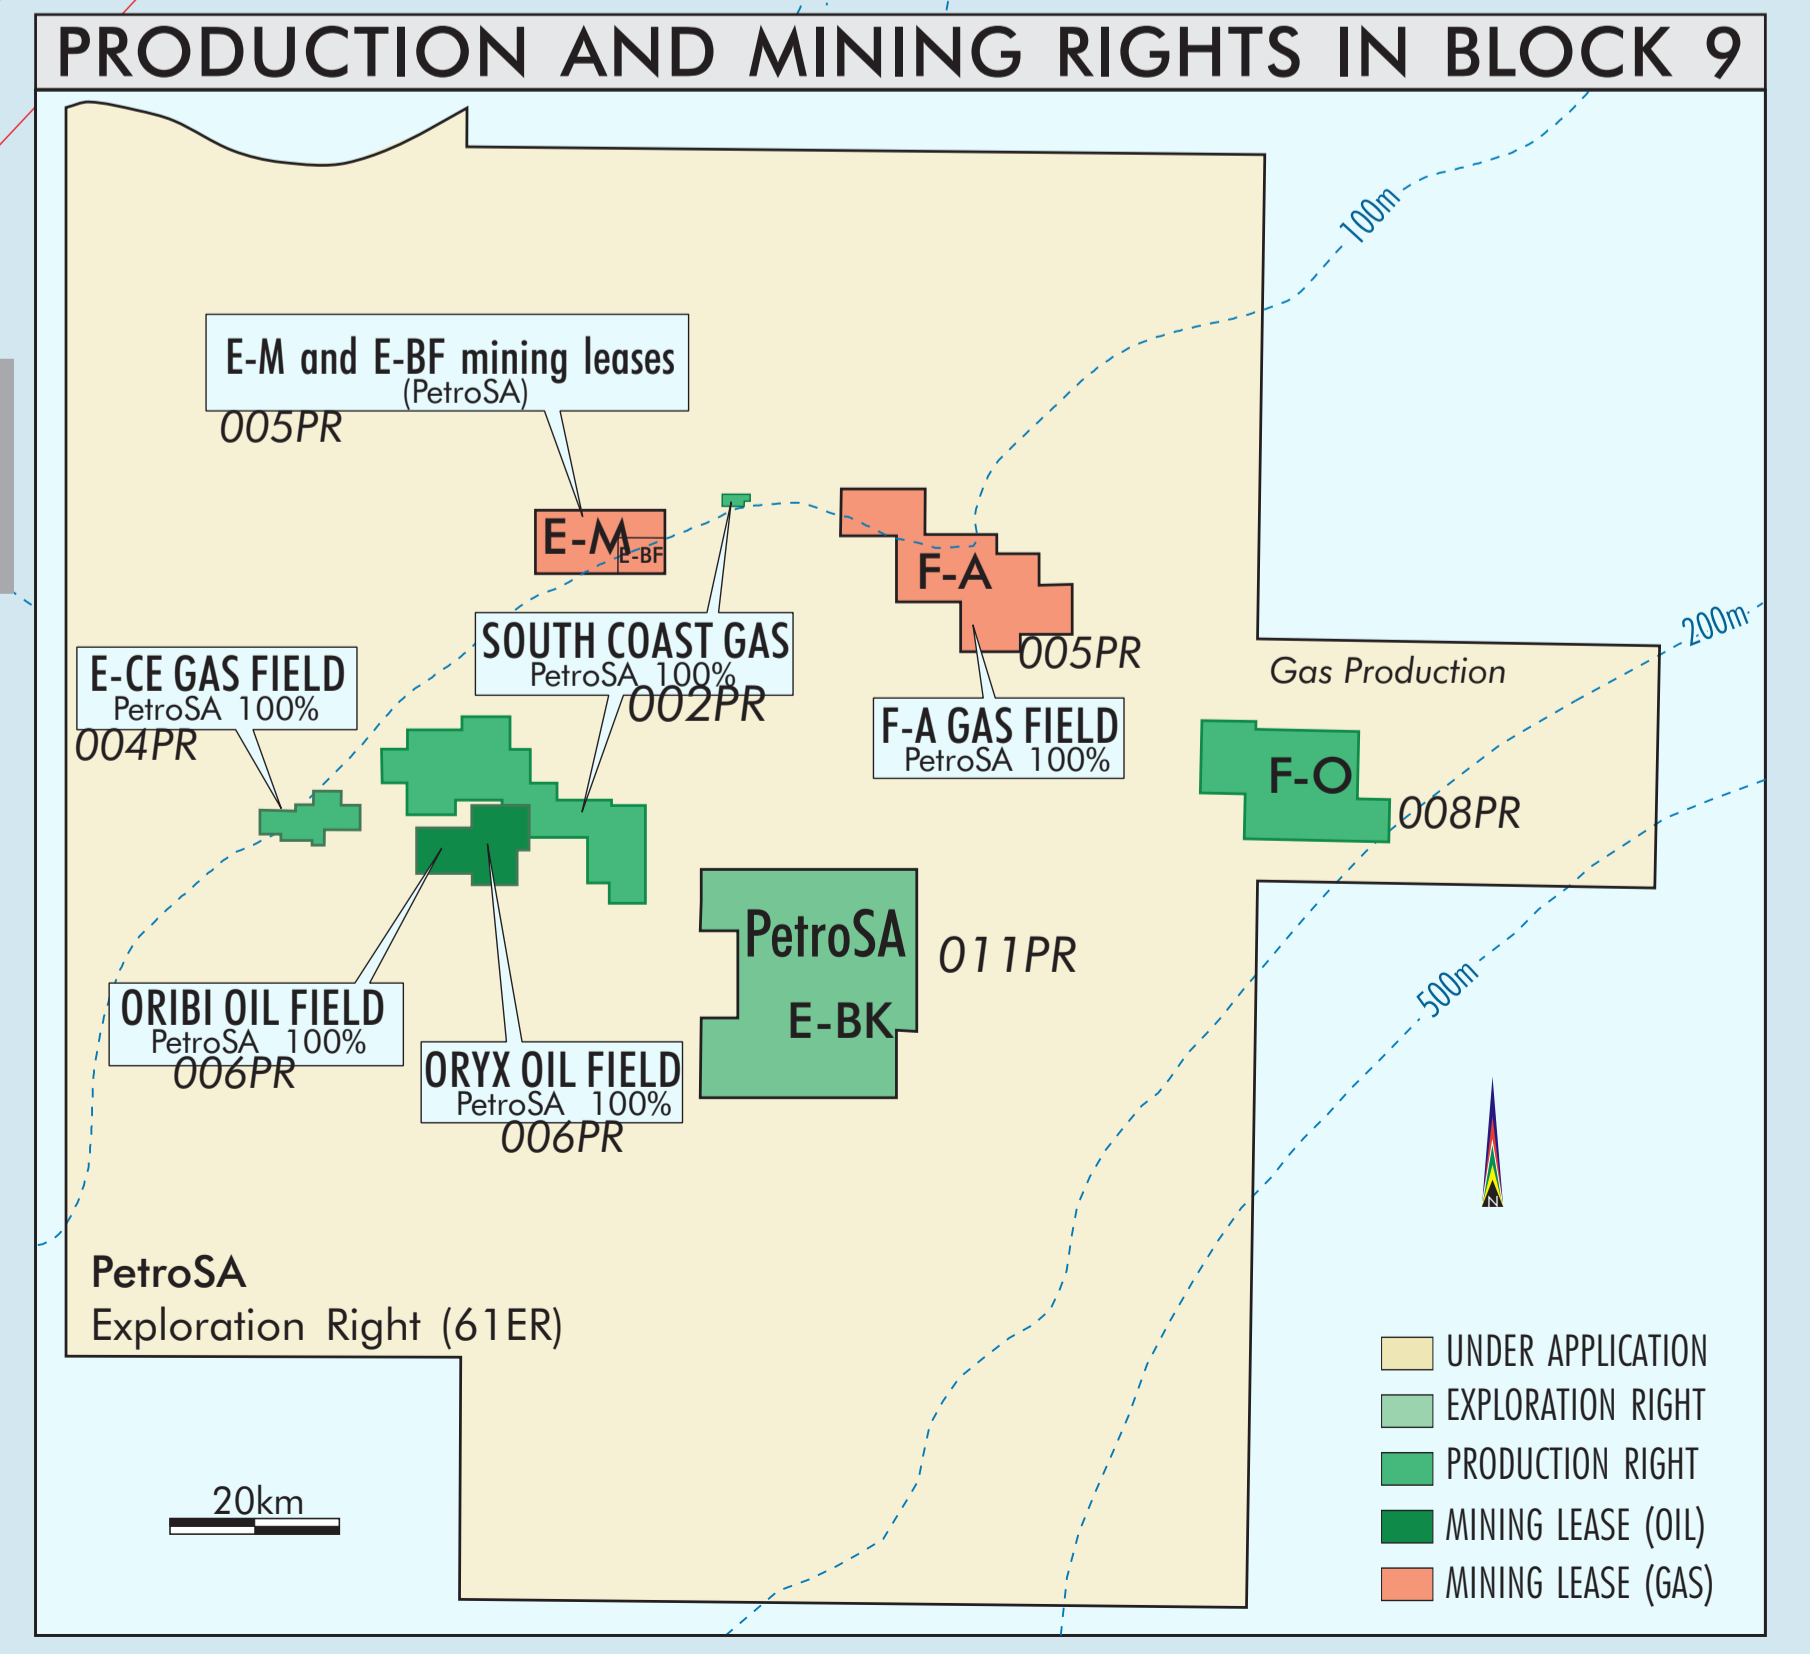 PRODUCTION AND MINING RIGHTS IN BLOCK 9
100m
E-M and E-BF mining leases
(PetroSA)
005PR
E-M
E-BF
F-A
005PR
SOUTH COAST GAS
PetroSA 100%
002PR
E-CE GAS FIELD
PetroSA 100%
004PR
F-A GAS FIELD
PetroSA 100%
Gas Production
200m
F-O
008PR
PetroSA
E-BK
011PR
500m
ORIBI OIL FIELD
PetroSA 100%
006PR
ORYX OIL FIELD
PetroSA 100%
006PR
N
PetroSA
Exploration Right (61ER)
20km
UNDER APPLICATION
EXPLORATION RIGHT
PRODUCTION RIGHT
MINING LEASE (OIL)
MINING LEASE (GAS)